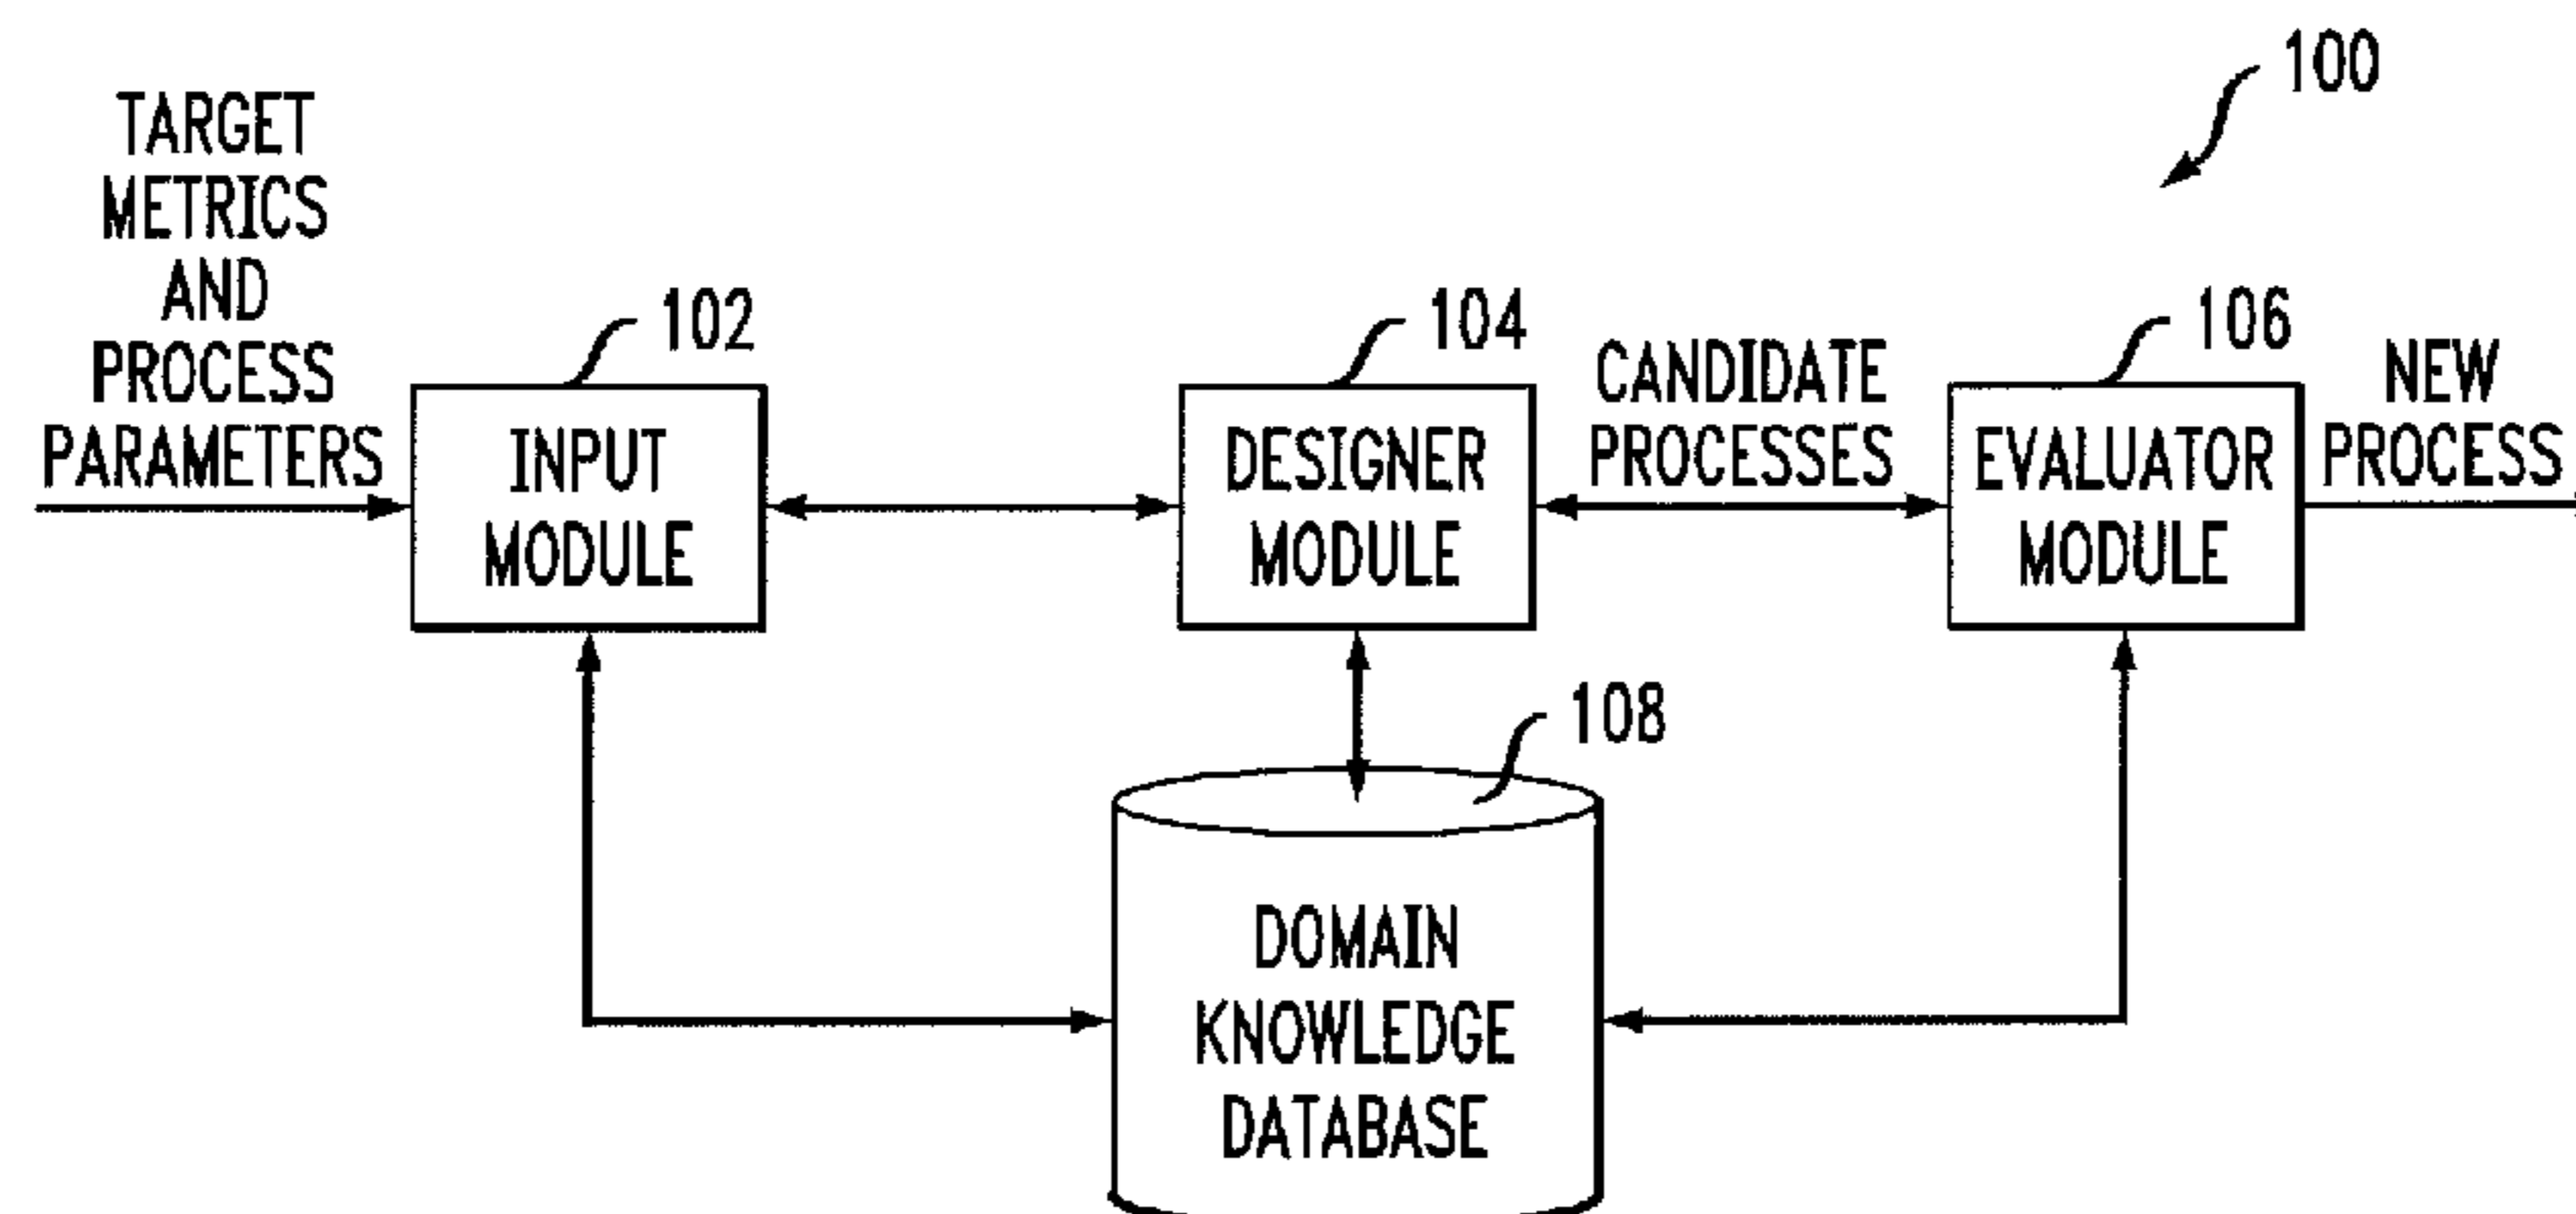 100
TARGET
METRICS
AND
PROCESS
PARAMETERS
102
INPUT
MODULE
104
DESIGNER
MODULE
CANDIDATE
PROCESSES
106
EVALUATOR
MODULE
NEW
PROCESS
108
DOMAIN
KNOWLEDGE
DATABASE